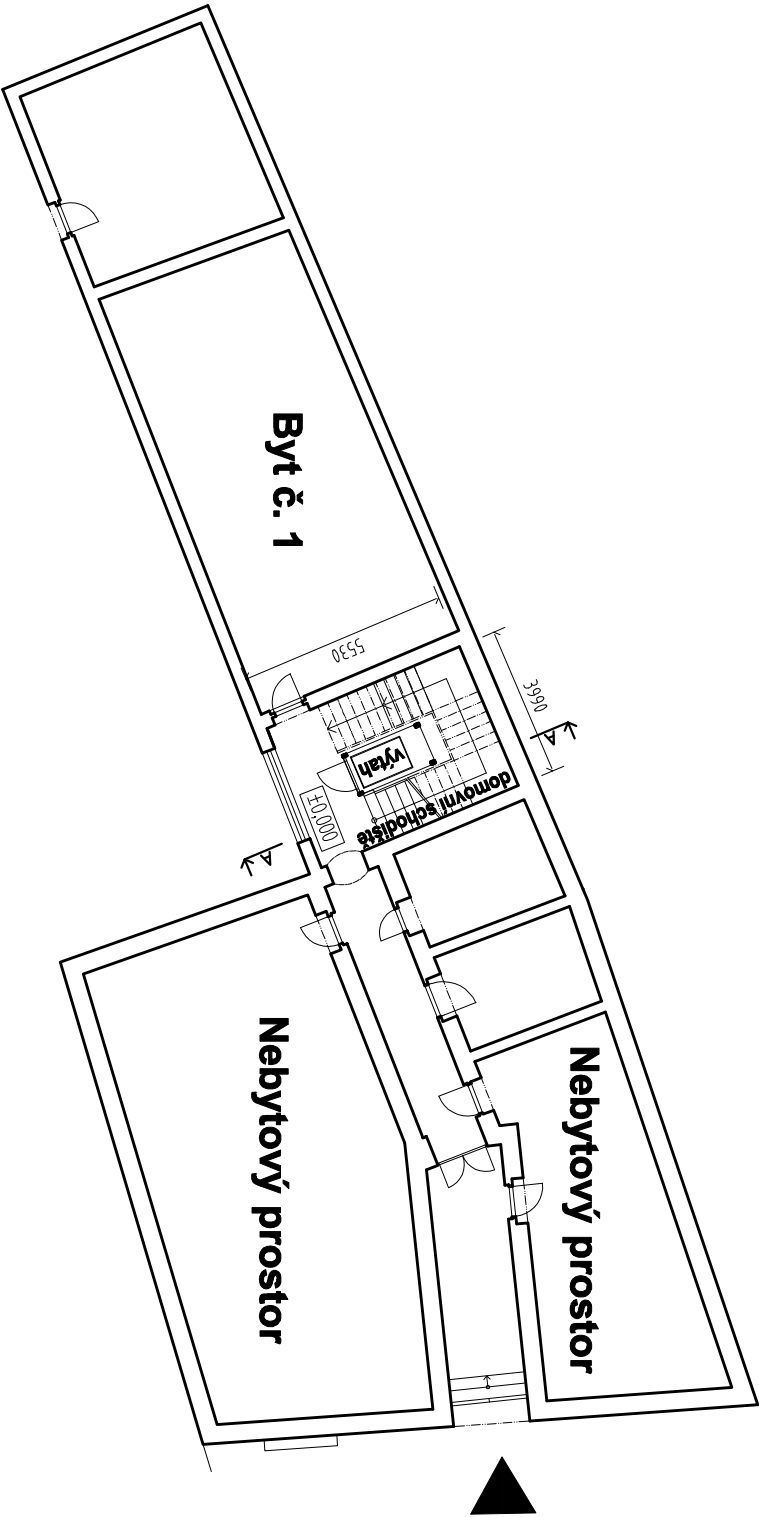 Byt č. 1
5530
3990
A
výtah
domovní schodiště
±0,000
A
Nebytový prostor
Nebytový prostor